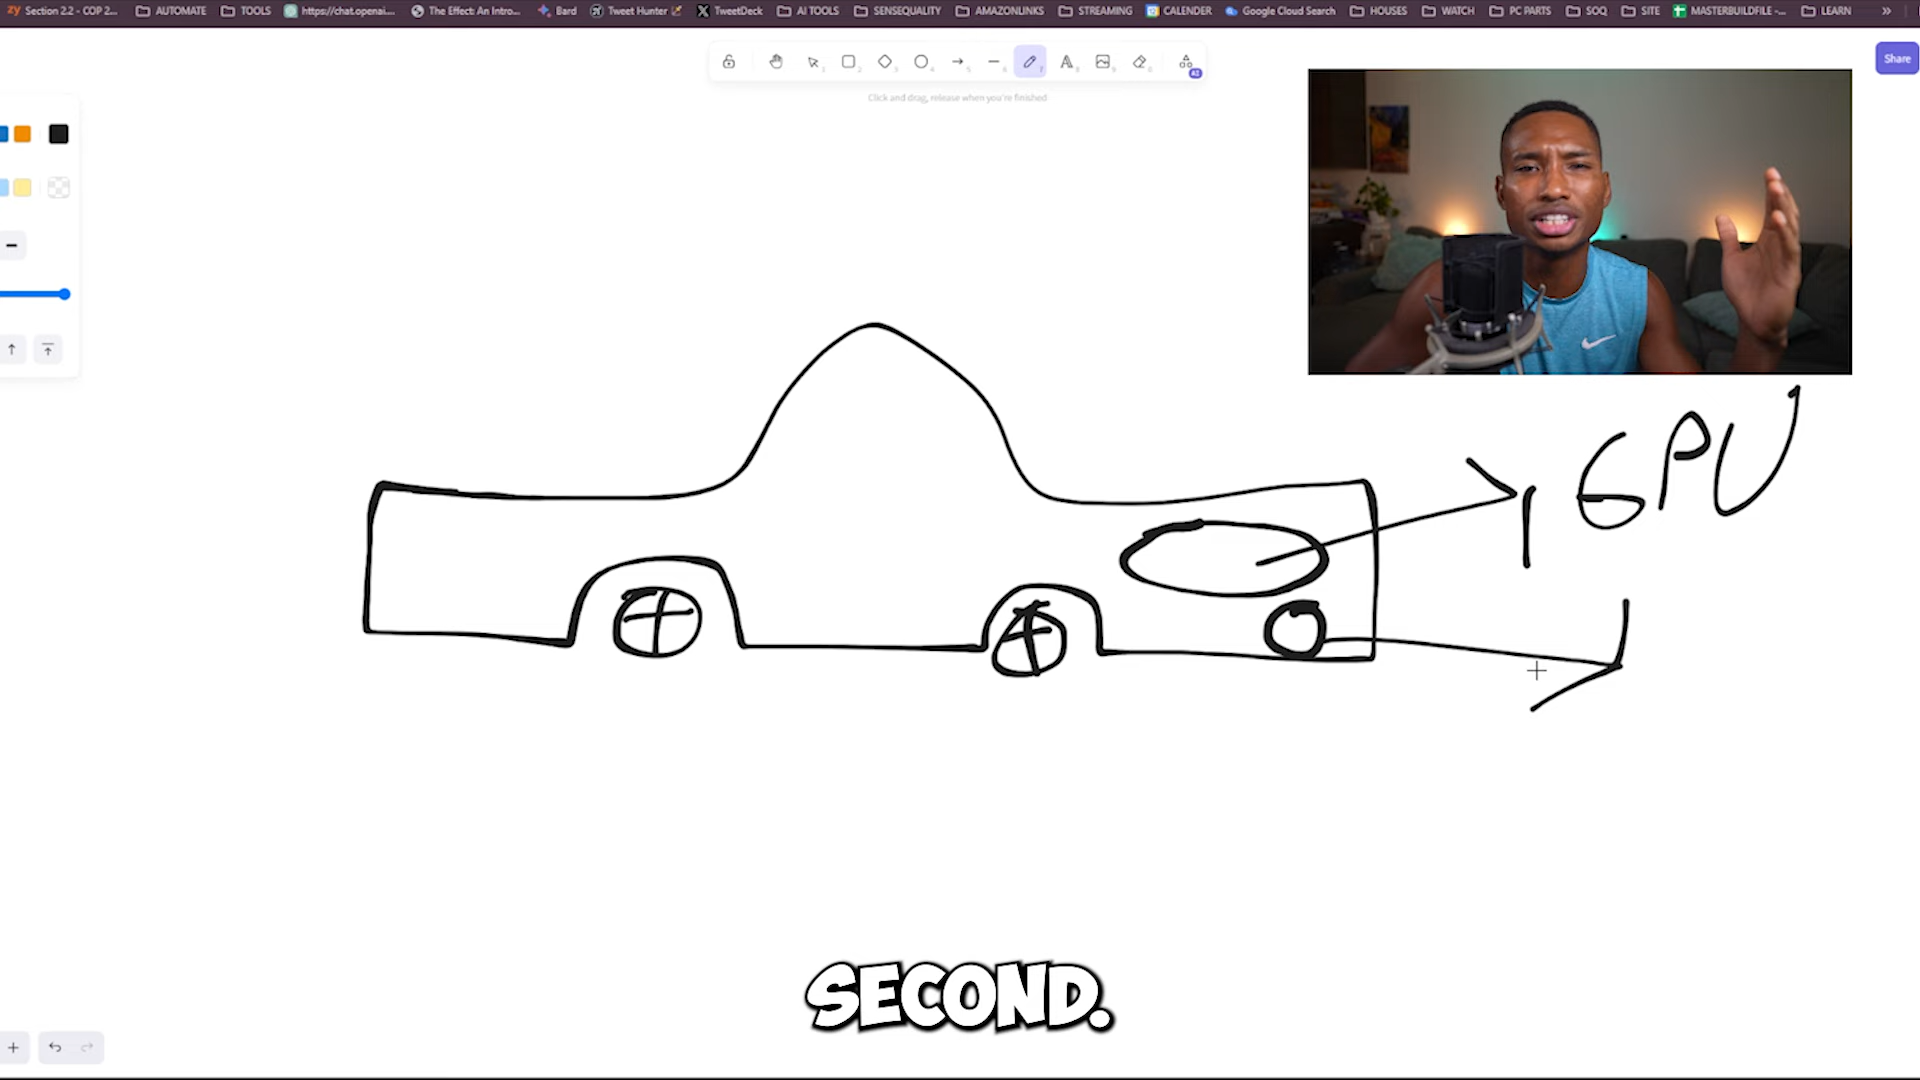 Section 2.2 - COP 2... AUTOMATE TOOLS https://chat.openai.... The Effect: An Intro... Bard Tweet Hunter TweetDeck AI TOOLS SENSEQUALITY AMAZONLINKS STREAMING CALENDER Google Cloud Search HOUSES WATCH PC PARTS SOQ SITE MASTERBUILDFILE -... LEARN »
AI
Share
Click and drag, release when you're finished
GPU
SECOND.